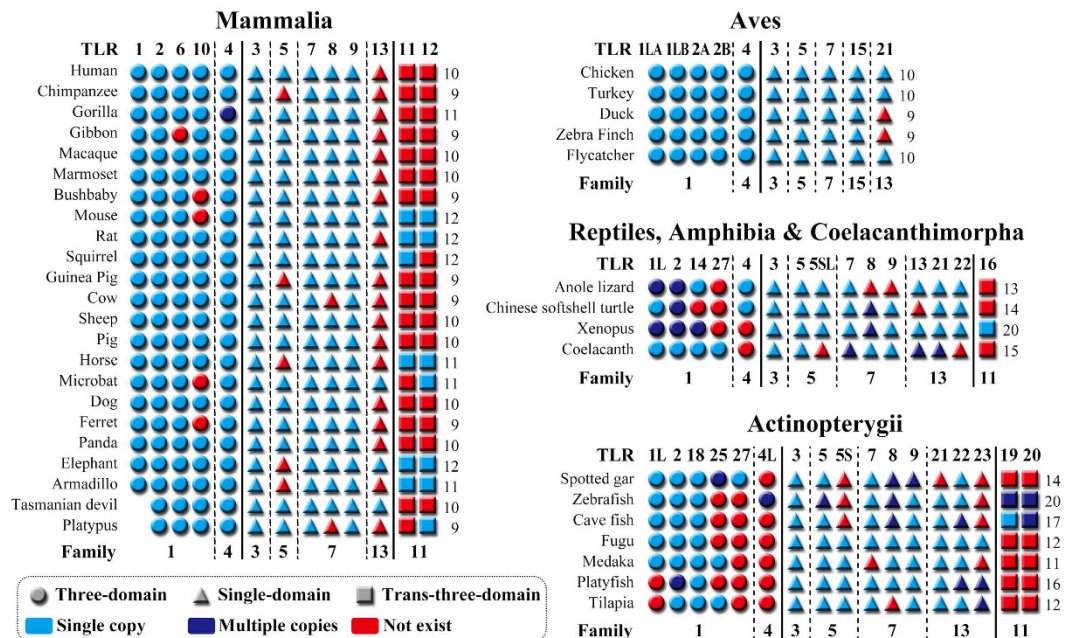 Mammalia
TLR 1 2 6 10 4 3 5 7 8 9 13 11 12
Human 10
Chimpanzee 9
Gorilla 11
Gibbon 9
Macaque 10
Marmoset 10
Bushbaby 9
Mouse 12
Rat 12
Squirrel 12
Guinea Pig 9
Cow 9
Sheep 10
Pig 10
Horse 11
Microbat 11
Dog 10
Ferret 9
Panda 10
Elephant 12
Armadillo 11
Tasmanian devil 10
Platypus 9
Family 1 4 3 5 7 13 11
Three-domain Single-domain Trans-three-domain
Single copy Multiple copies Not exist
Aves
TLR 1LA 1LB 2A 2B 4 3 5 7 15 21
Chicken 10
Turkey 10
Duck 9
Zebra Finch 9
Flycatcher 10
Family 1 4 3 5 7 15 13
Reptiles, Amphibia & Coelacanthimorpha
TLR 1L 2 14 27 4 3 5 5SL 7 8 9 13 21 22 16
Anole lizard 13
Chinese softshell turtle 14
Xenopus 20
Coelacanth 15
Family 1 4 3 5 7 13 11
Actinopterygii
TLR 1L 2 18 25 27 4L 3 5 5S 7 8 9 21 22 23 19 20
Spotted gar 14
Zebrafish 20
Cave fish 17
Fugu 12
Medaka 11
Platyfish 16
Tilapia 12
Family 1 4 3 5 7 13 11